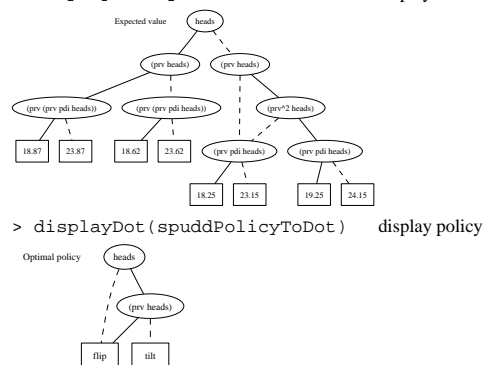 Expected value heads
(prv heads) (prv heads)
(prv (prv pdi heads)) (prv (prv pdi heads)) (prv^2 heads)
18.87 23.87 18.62 23.62 (prv pdi heads) (prv pdi heads)
18.25 23.15 19.25 24.15
> displayDot(spuddPolicyToDot) display policy
Optimal policy heads
(prv heads)
flip tilt